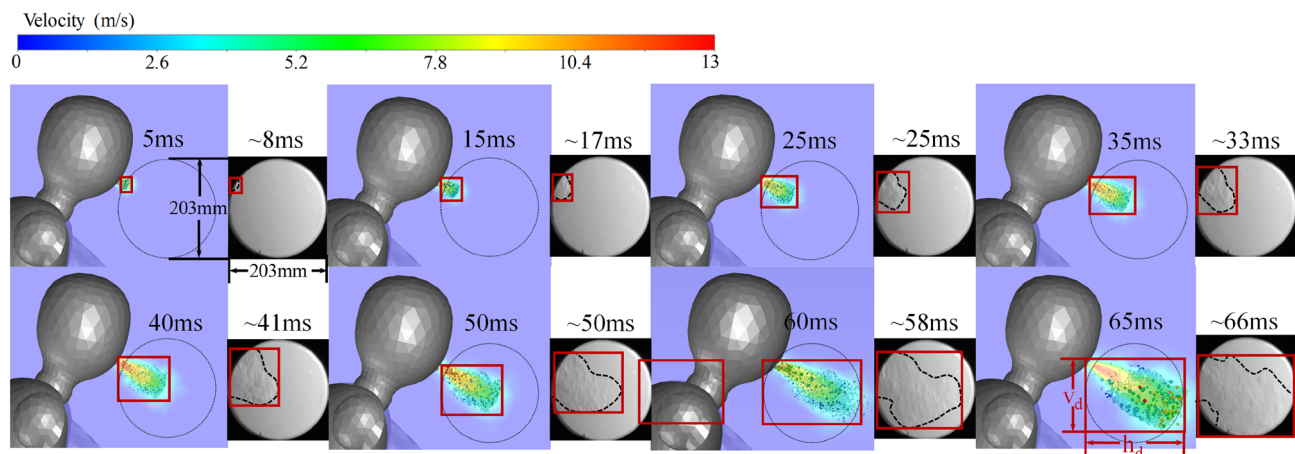 Velocity (m/s)
0 2.6 5.2 7.8 10.4 13
5ms ~8ms 15ms ~17ms 25ms ~25ms 35ms ~33ms
203mm
203mm
40ms ~41ms 50ms ~50ms 60ms ~58ms 65ms ~66ms
V_d
h_d